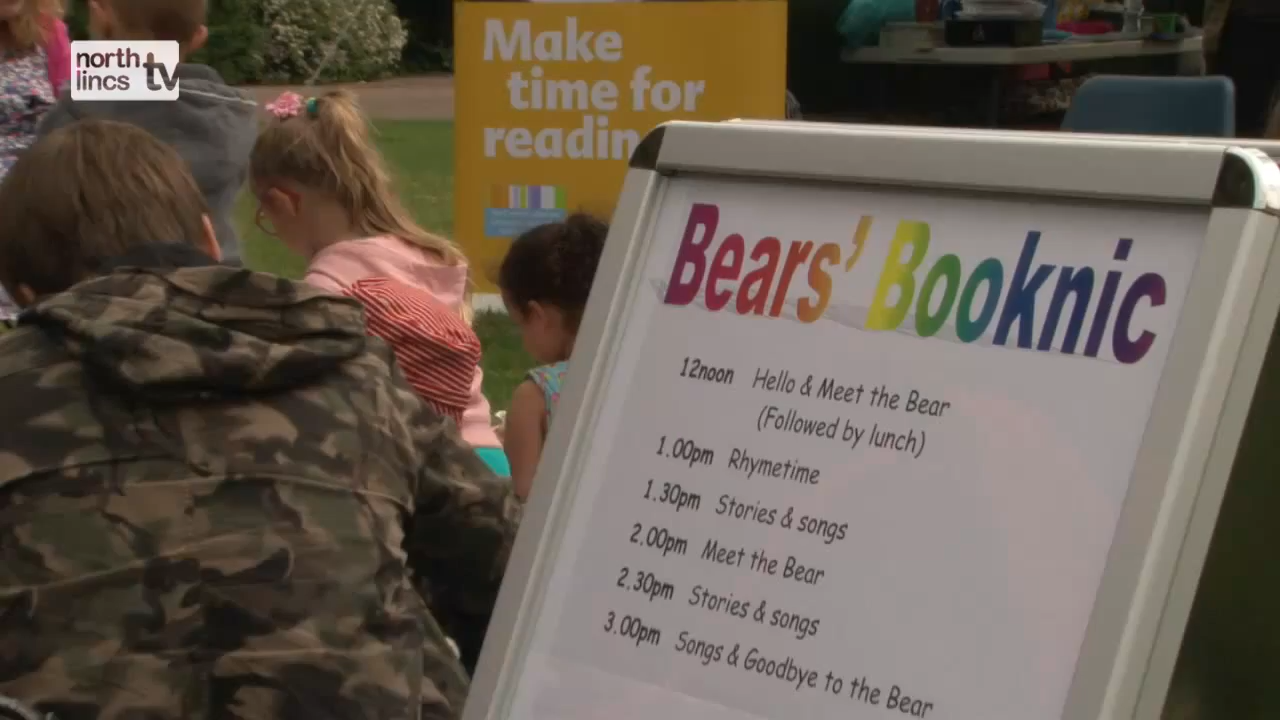 north
lincs tv
Make
time for
readin
Bears' Booknic
12noon Hello & Meet the Bear
(Followed by lunch)
1.00pm Rhymetime
1.30pm Stories & songs
2.00pm Meet the Bear
2.30pm Stories & songs
3.00pm Songs & Goodbye to the Bear